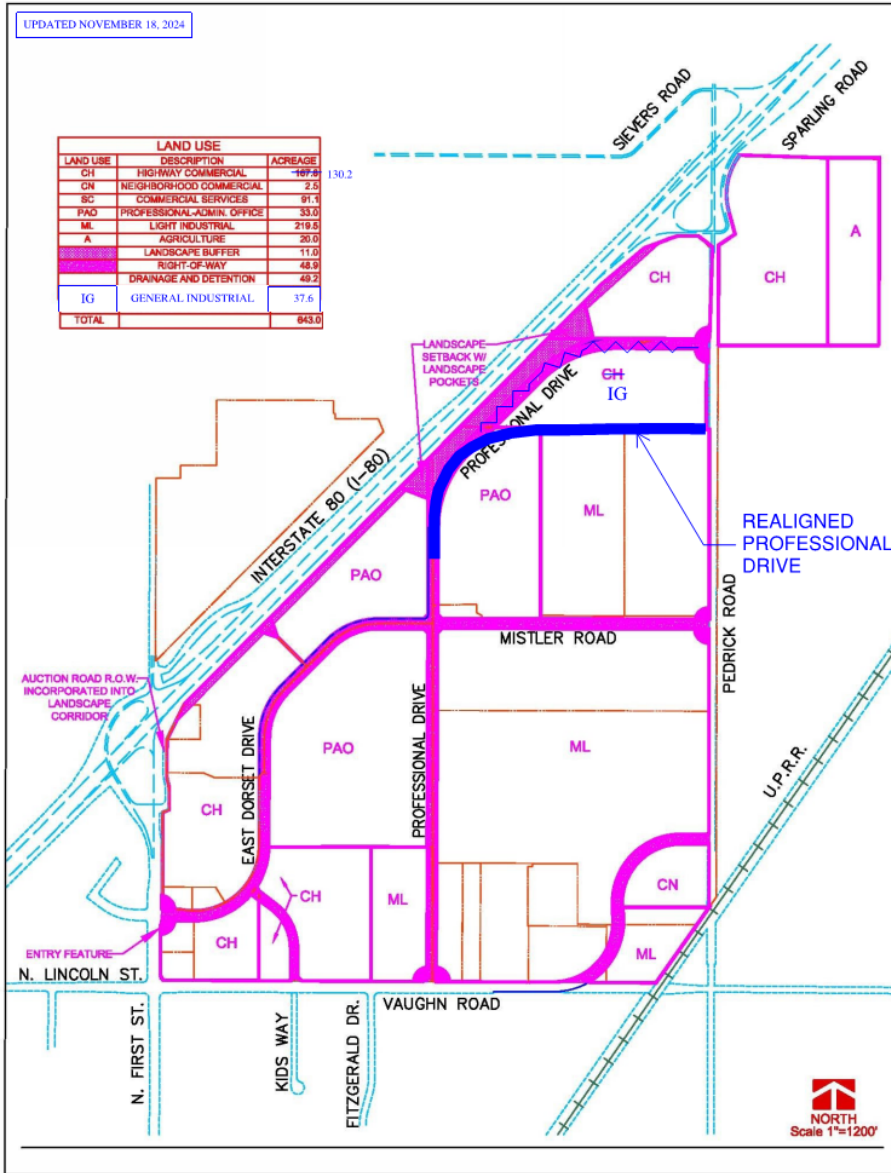 UPDATED NOVEMBER 18, 2024
LAND USE
LAND USE DESCRIPTION ACREAGE
CH HIGHWAY COMMERCIAL 167.8 130.2
CN NEIGHBORHOOD COMMERCIAL 2.5
SC COMMERCIAL SERVICES 91.1
PAO PROFESSIONAL-ADMIN. OFFICE 33.0
ML LIGHT INDUSTRIAL 219.5
A AGRICULTURE 20.0
LANDSCAPE BUFFER 11.0
RIGHT-OF-WAY 48.9
DRAINAGE AND DETENTION 49.2
IG GENERAL INDUSTRIAL 37.6
TOTAL 643.0
SIEVERS ROAD
SPARLING ROAD
A
CH
CH
LANDSCAPE
SETBACK W/
LANDSCAPE
POCKETS
CH
IG
PROFESSIONAL DRIVE
INTERSTATE 80 (I-80)
PAO
ML
REALIGNED
PROFESSIONAL
DRIVE
PAO
PEDRICK ROAD
MISTLER ROAD
AUCTION ROAD R.O.W.
INCORPORATED INTO
LANDSCAPE
CORRIDOR
PAO
PROFESSIONAL DRIVE
ML
U.P.R.R.
EAST DORSET DRIVE
CH
CH
ML
CN
CH
ML
ENTRY FEATURE
N. LINCOLN ST.
VAUGHN ROAD
N. FIRST ST.
KIDS WAY
FITZGERALD DR.
NORTH
Scale 1"=1200'